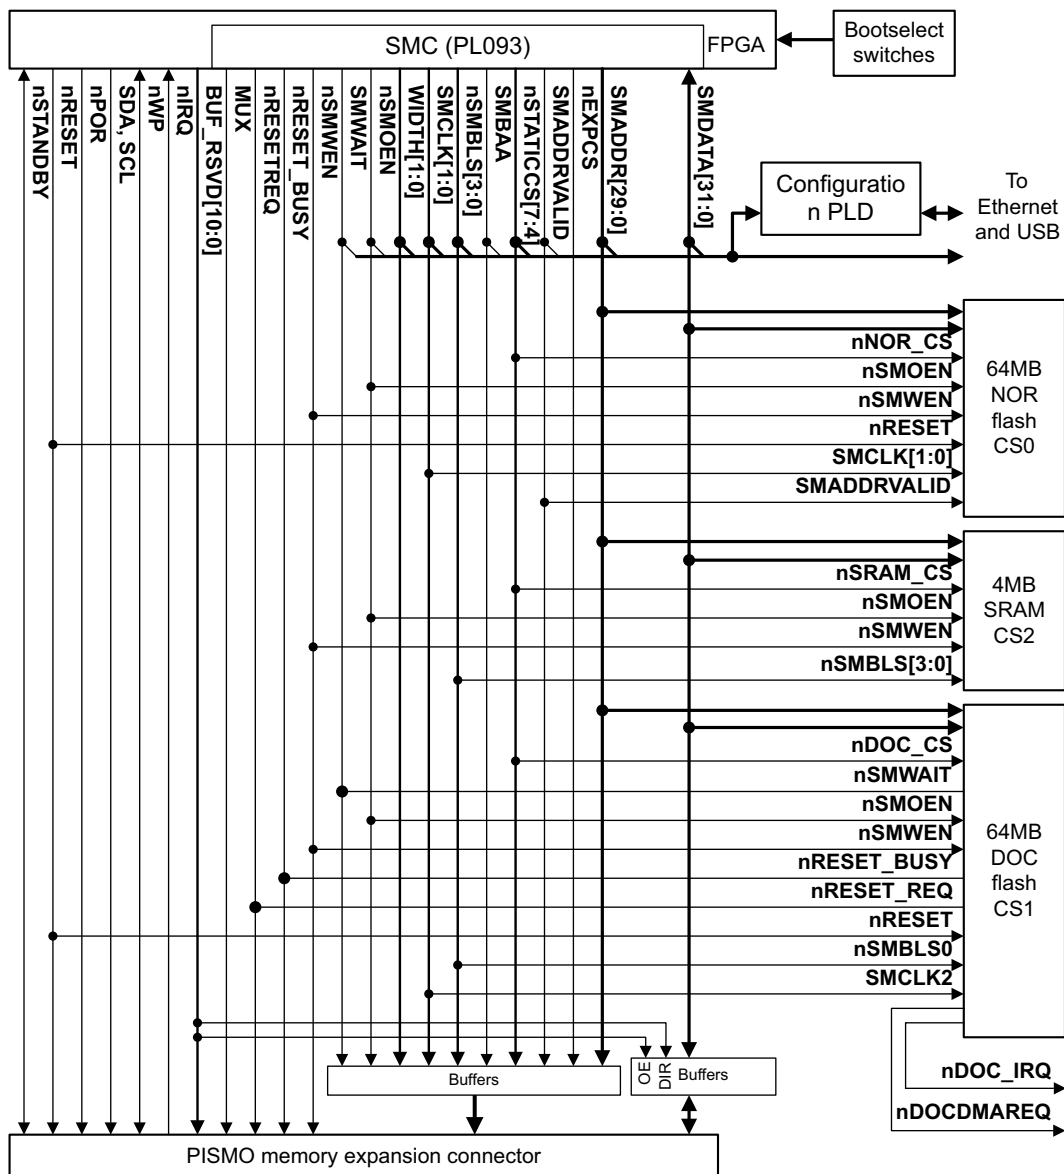 SMC (PL093)
FPGA
Bootselect
switches
nSTANDBY
nRESET
nPOR
SDA, SCL
nWP
nIRQ
BUF_RSVD[10:0]
MUX
nRESETREQ
nRESET_BUSY
nSMWEN
SMWAIT
nSMOEN
WIDTH[1:0]
SMCLK[1:0]
nSMBLS[3:0]
SMBAA
nSTATICCS[7:4]
SMADDRVALID
nEXPCS
SMADDR[29:0]
SMDATA[31:0]
Configuratio
n PLD
To
Ethernet
and USB
nNOR_CS
nSMOEN
nSMWEN
nRESET
SMCLK[1:0]
SMADDRVALID
64MB
NOR
flash
CS0
nSRAM_CS
nSMOEN
nSMWEN
nSMBLS[3:0]
4MB
SRAM
CS2
nDOC_CS
nSMWAIT
nSMOEN
nSMWEN
nRESET_BUSY
nRESET_REQ
nRESET
nSMBLS0
SMCLK2
64MB
DOC
flash
CS1
Buffers
OE
DIR
Buffers
nDOC_IRQ
nDOCDMAREQ
PISMO memory expansion connector